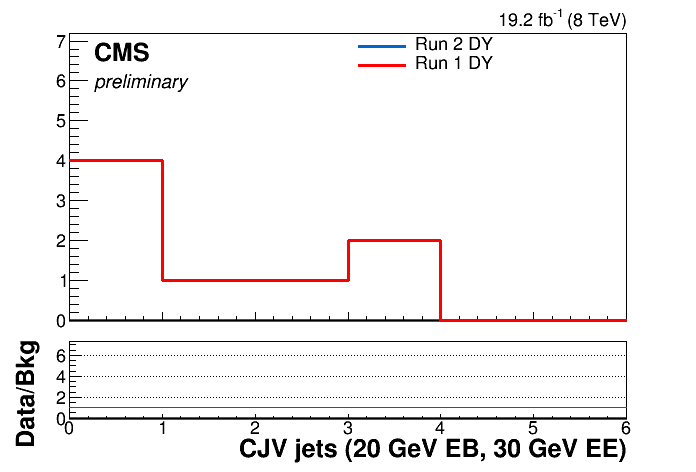 19.2 fb⁻¹ (8 TeV)
CMS
preliminary
Run 2 DY
Run 1 DY
7
6
5
4
3
2
1
0
Data/Bkg
6
4
2
0
0 1 2 3 4 5 6
CJV jets (20 GeV EB, 30 GeV EE)